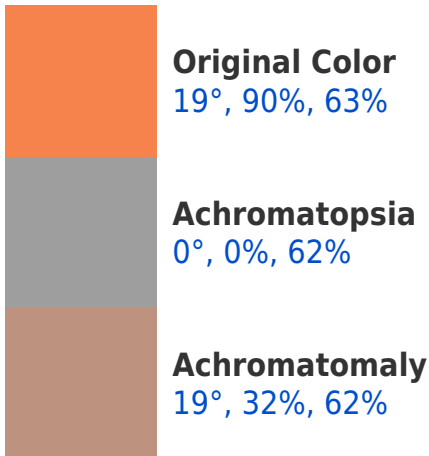 Original Color
19°, 90%, 63%
Achromatopsia
0°, 0%, 62%
Achromatomaly
19°, 32%, 62%